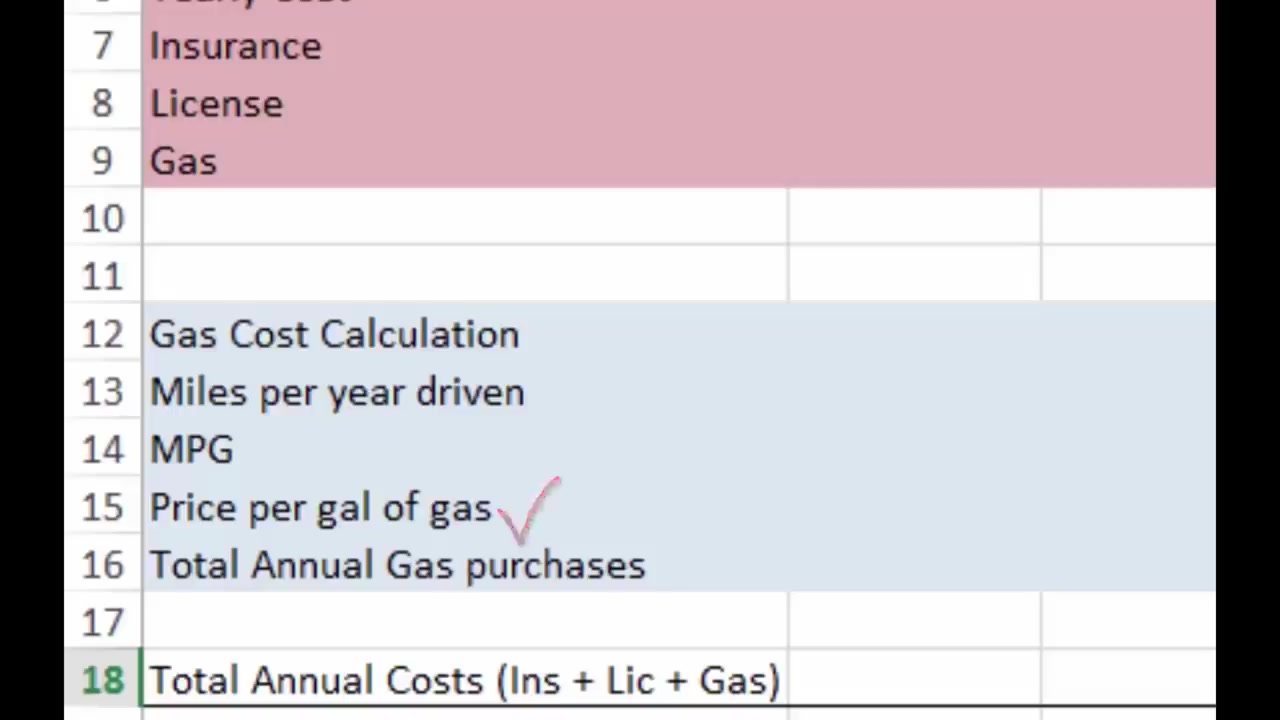 7 Insurance
8 License
9 Gas
10
11
12 Gas Cost Calculation
13 Miles per year driven
14 MPG
15 Price per gal of gas
16 Total Annual Gas purchases
17
18 Total Annual Costs (Ins + Lic + Gas)